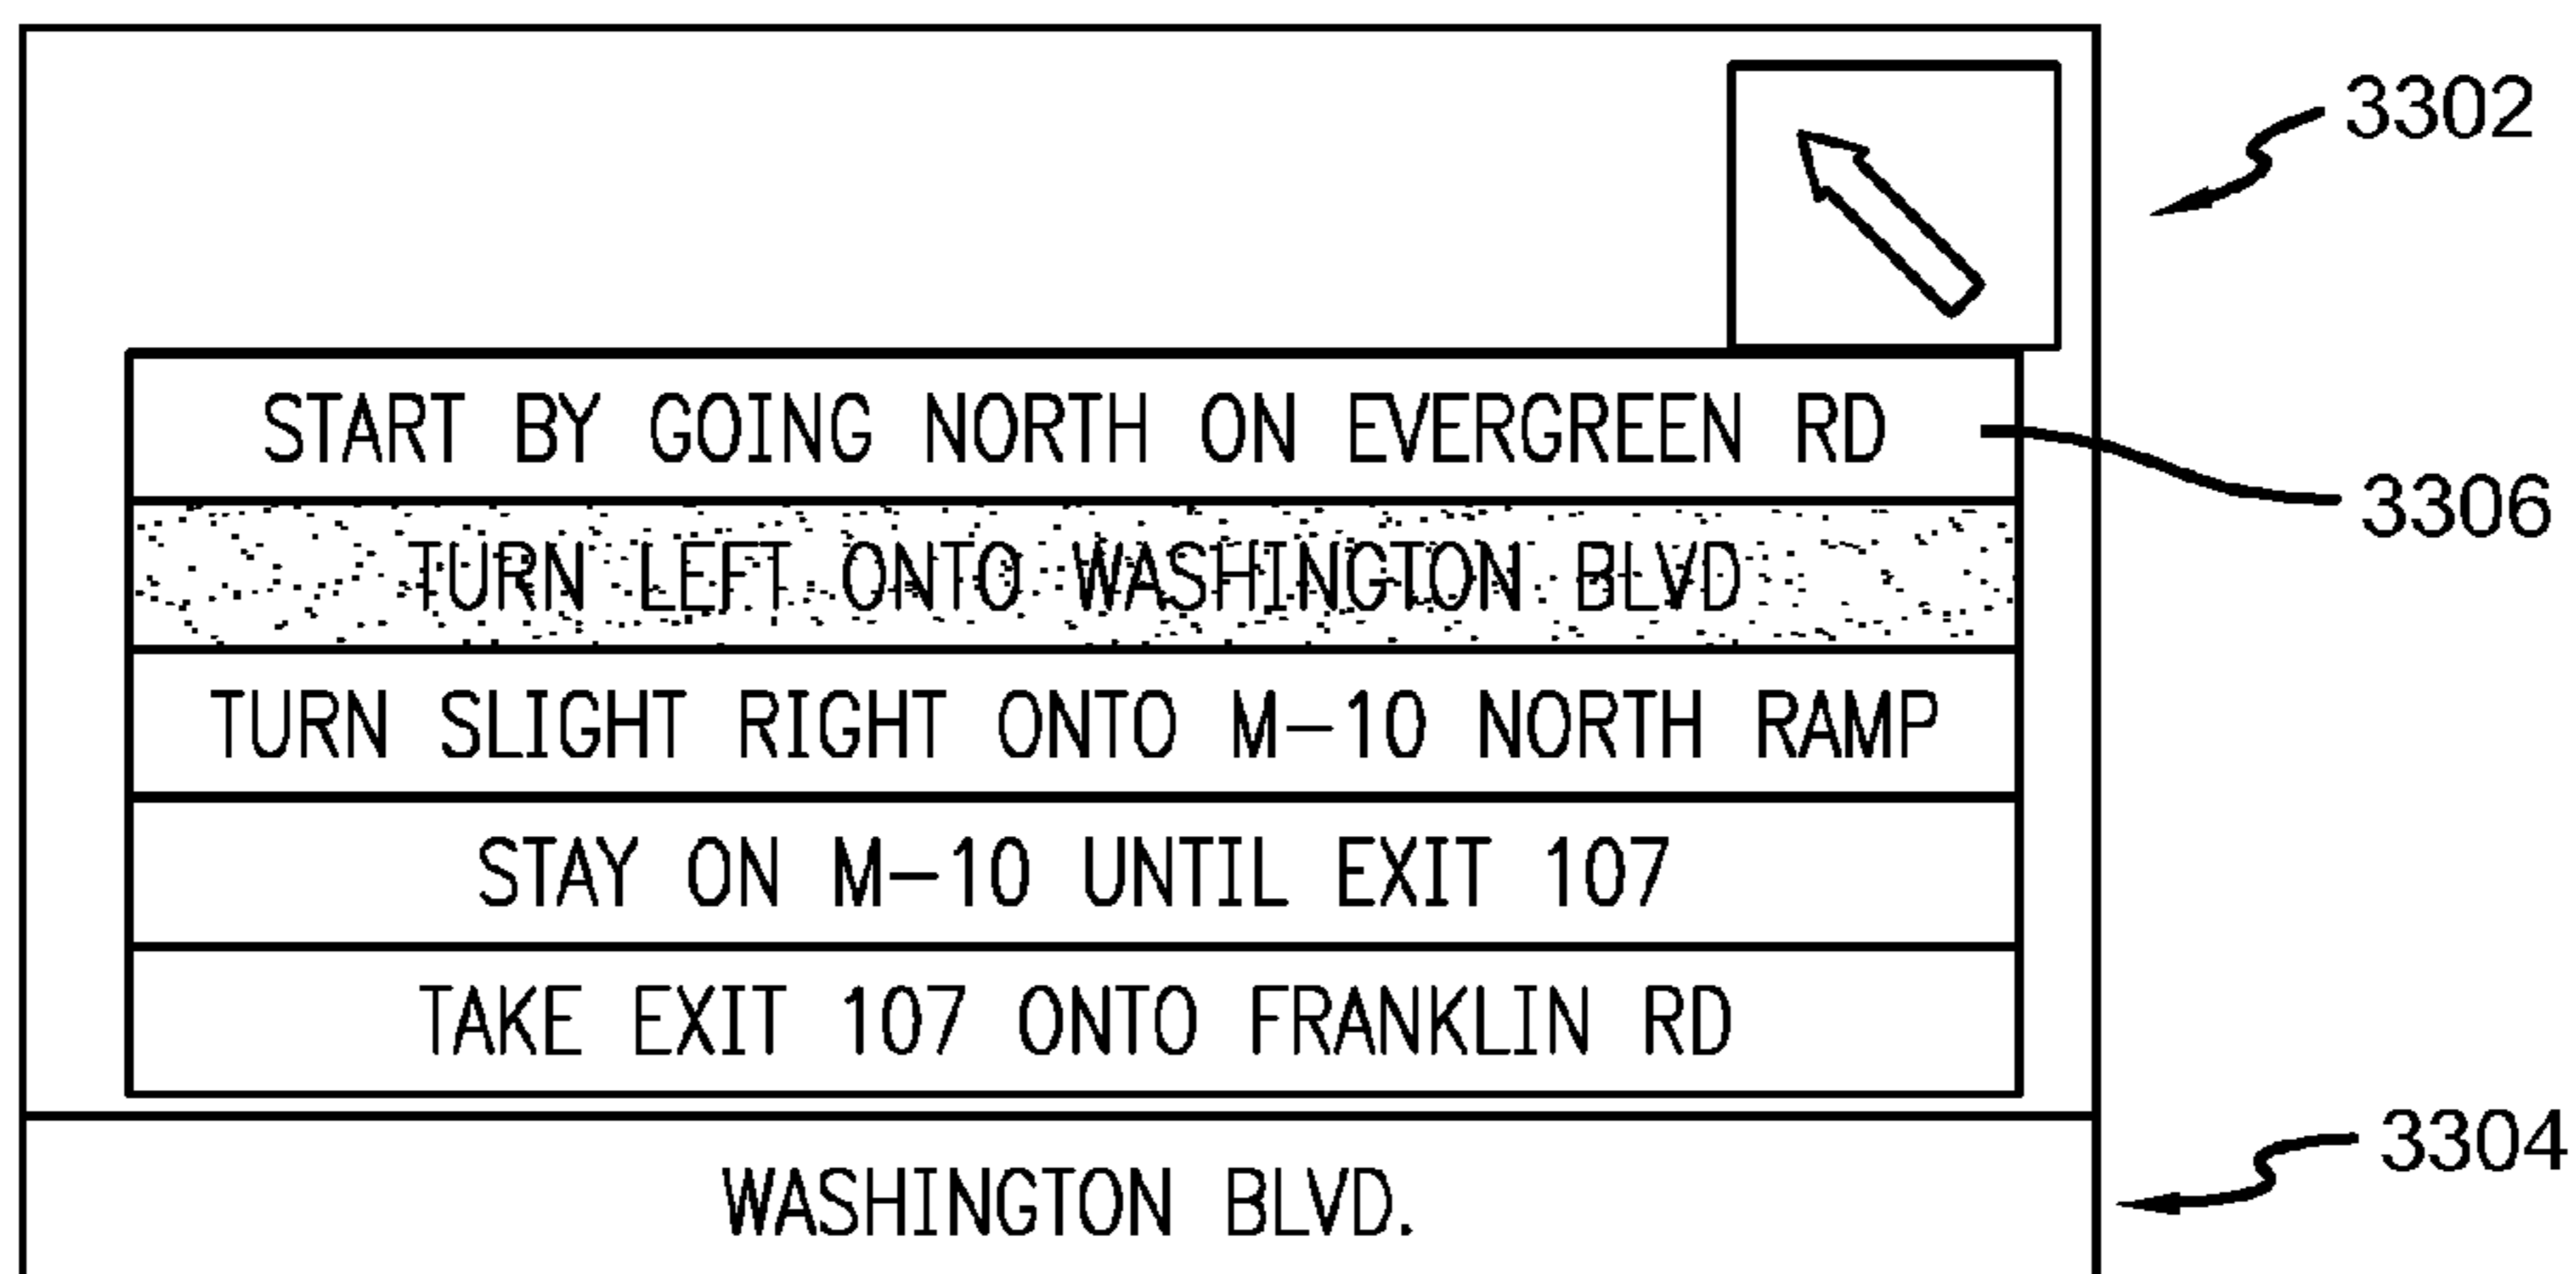 3302
START BY GOING NORTH ON EVERGREEN RD
3306
TURN LEFT ONTO WASHINGTON BLVD
TURN SLIGHT RIGHT ONTO M-10 NORTH RAMP
STAY ON M-10 UNTIL EXIT 107
TAKE EXIT 107 ONTO FRANKLIN RD
3304
WASHINGTON BLVD.